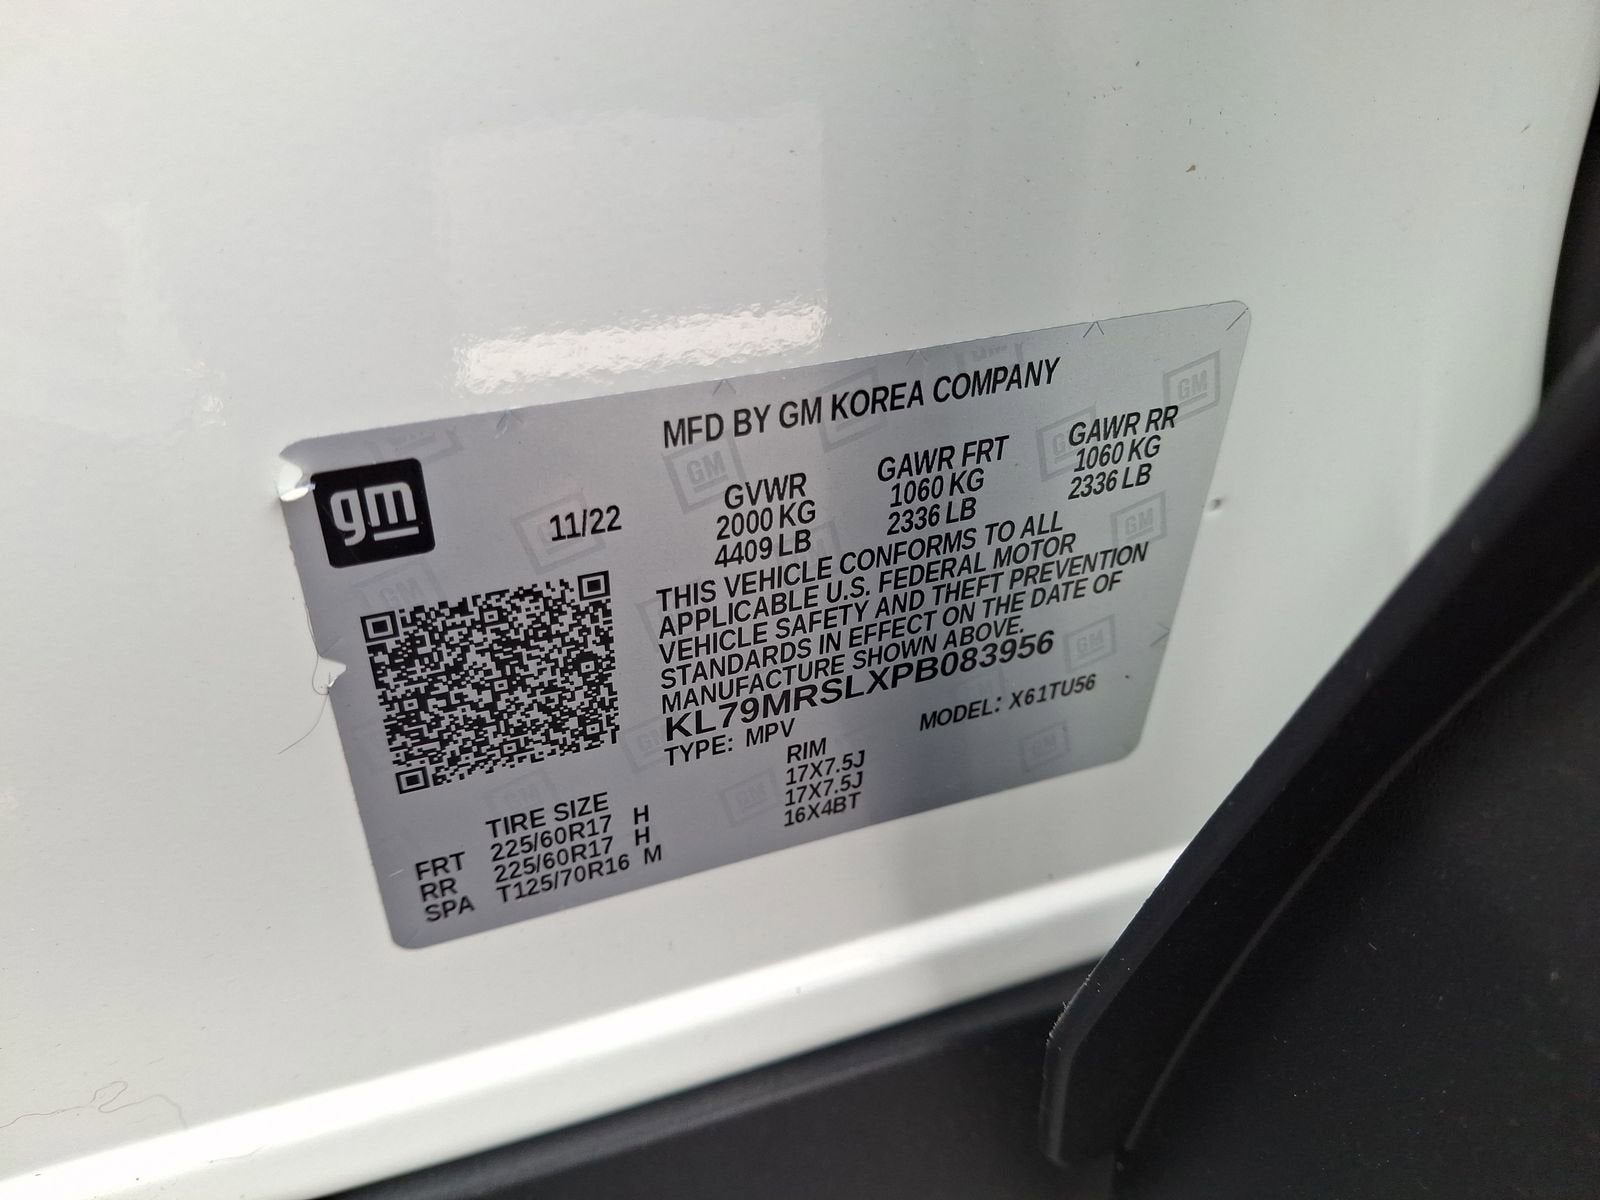 MFD BY GM KOREA COMPANY
gm
11/22
GVWR GAWR FRT GAWR RR
2000 KG 1060 KG 1060 KG
4409 LB 2336 LB 2336 LB
THIS VEHICLE CONFORMS TO ALL
APPLICABLE U.S. FEDERAL MOTOR
VEHICLE SAFETY AND THEFT PREVENTION
STANDARDS IN EFFECT ON THE DATE OF
MANUFACTURE SHOWN ABOVE.
KL79MRSLXPB083956
TYPE: MPV MODEL: X61TU56
TIRE SIZE RIM
FRT 225/60R17 H 17X7.5J
RR 225/60R17 H 17X7.5J
SPA T125/70R16 M 16X4BT